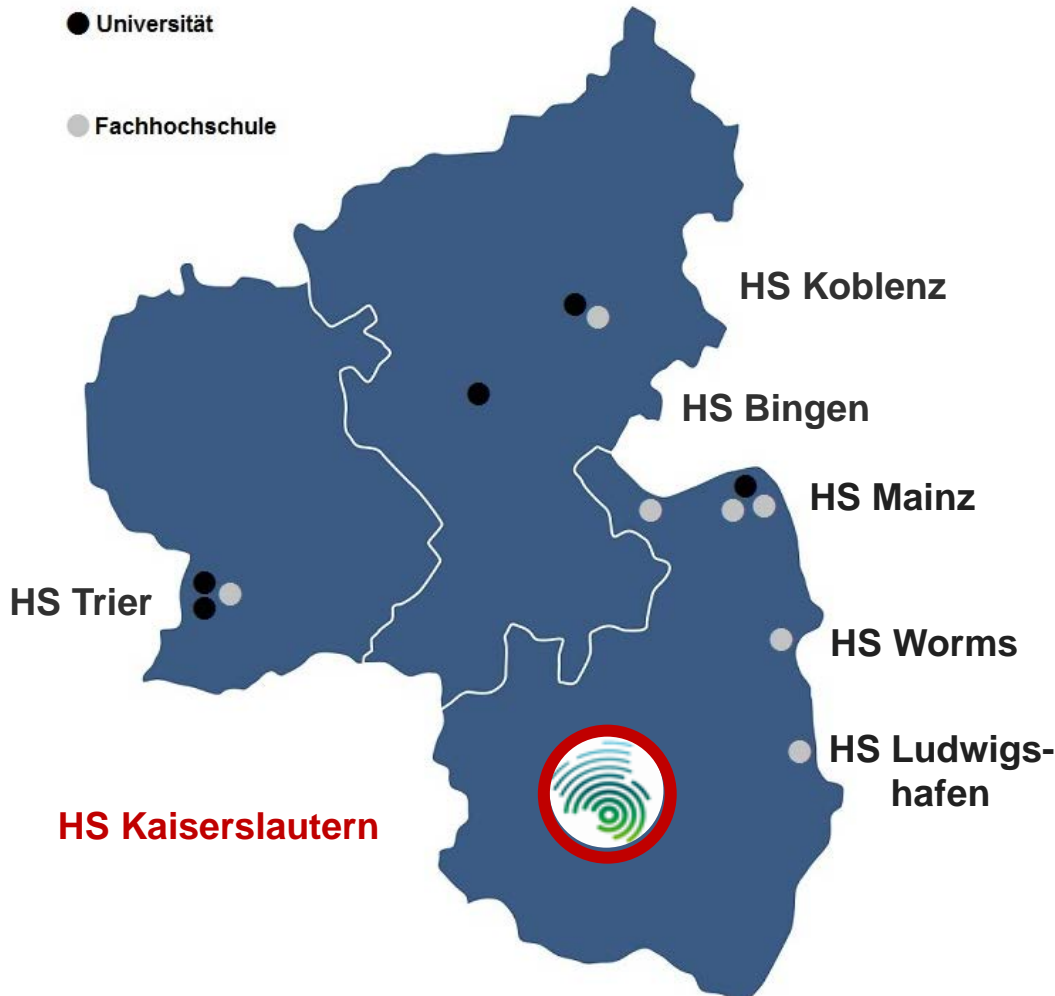 Universität
Fachhochschule
HS Koblenz
HS Bingen
HS Mainz
HS Trier
HS Worms
HS Ludwigs-
hafen
HS Kaiserslautern